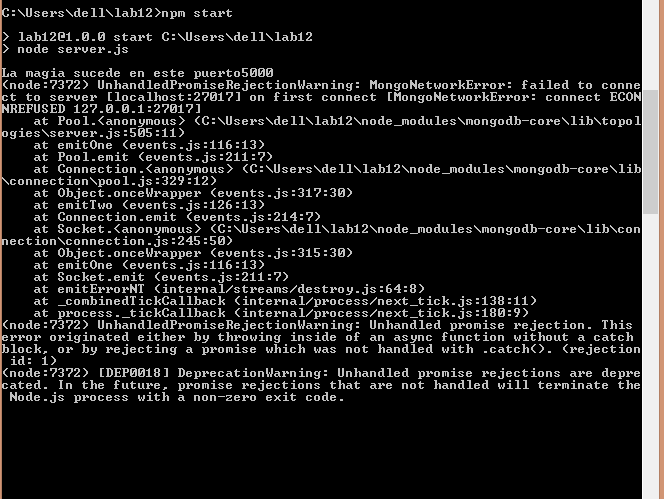 C:\Users\dell\lab12>npm start
> lab12@1.0.0 start C:\Users\dell\lab12
> node server.js
La magia sucede en este puerto5000
(node:7372) UnhandledPromiseRejectionWarning: MongoNetworkError: failed to conne
ct to server [localhost:27017] on first connect [MongoNetworkError: connect ECON
NREFUSED 127.0.0.1:27017]
    at Pool.<anonymous> (C:\Users\dell\lab12\node_modules\mongodb-core\lib\topol
ogies\server.js:505:11)
    at emitOne (events.js:116:13)
    at Pool.emit (events.js:211:7)
    at Connection.<anonymous> (C:\Users\dell\lab12\node_modules\mongodb-core\lib
\connection\pool.js:329:12)
    at Object.onceWrapper (events.js:317:30)
    at emitTwo (events.js:126:13)
    at Connection.emit (events.js:214:7)
    at Socket.<anonymous> (C:\Users\dell\lab12\node_modules\mongodb-core\lib\con
nection\connection.js:245:50)
    at Object.onceWrapper (events.js:315:30)
    at emitOne (events.js:116:13)
    at Socket.emit (events.js:211:7)
    at emitErrorNT (internal/streams/destroy.js:64:8)
    at _combinedTickCallback (internal/process/next_tick.js:138:11)
    at process._tickCallback (internal/process/next_tick.js:180:9)
(node:7372) UnhandledPromiseRejectionWarning: Unhandled promise rejection. This
error originated either by throwing inside of an async function without a catch
block, or by rejecting a promise which was not handled with .catch(). (rejection
 id: 1)
(node:7372) [DEP0018] DeprecationWarning: Unhandled promise rejections are depre
cated. In the future, promise rejections that are not handled will terminate the
 Node.js process with a non-zero exit code.